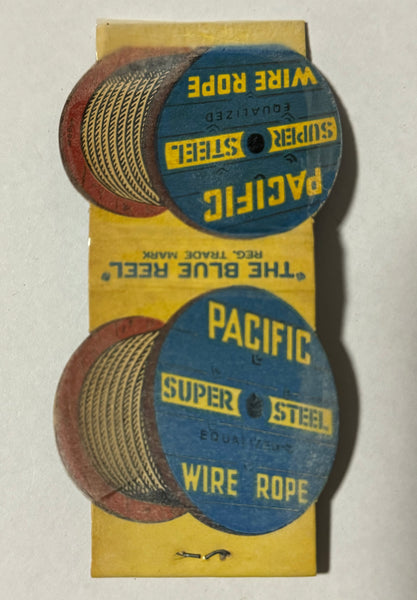 WIRE ROPE
EQUALIZED
SUPER STEEL
PACIFIC
REG. TRADE MARK
"THE BLUE REEL"
PACIFIC
SUPER STEEL
EQUALIZED
WIRE ROPE